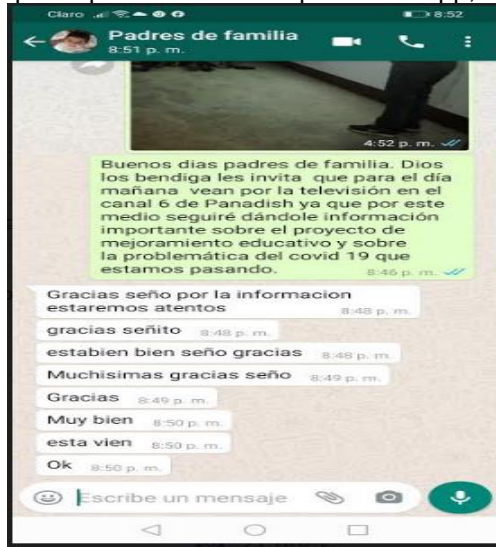 Claro 8:52
Padres de familia
8:51 p. m.
4:52 p. m.
Buenos dias padres de familia. Dios
los bendiga les invita que para el día
mañana vean por la televisión en el
canal 6 de Panadish ya que por este
medio seguiré dándole información
importante sobre el proyecto de
mejoramiento educativo y sobre
la problemática del covid 19 que
estamos pasando.
8:46 p. m.
Gracias seño por la informacion
estaremos atentos
8:48 p. m.
gracias señito 8:48 p. m.
estabien bien seño gracias 8:48 p. m.
Muchisimas gracias seño 8:49 p. m.
Gracias 8:49 p. m.
Muy bien 8:50 p. m.
esta vien 8:50 p. m.
Ok 8:50 p. m.
Escribe un mensaje